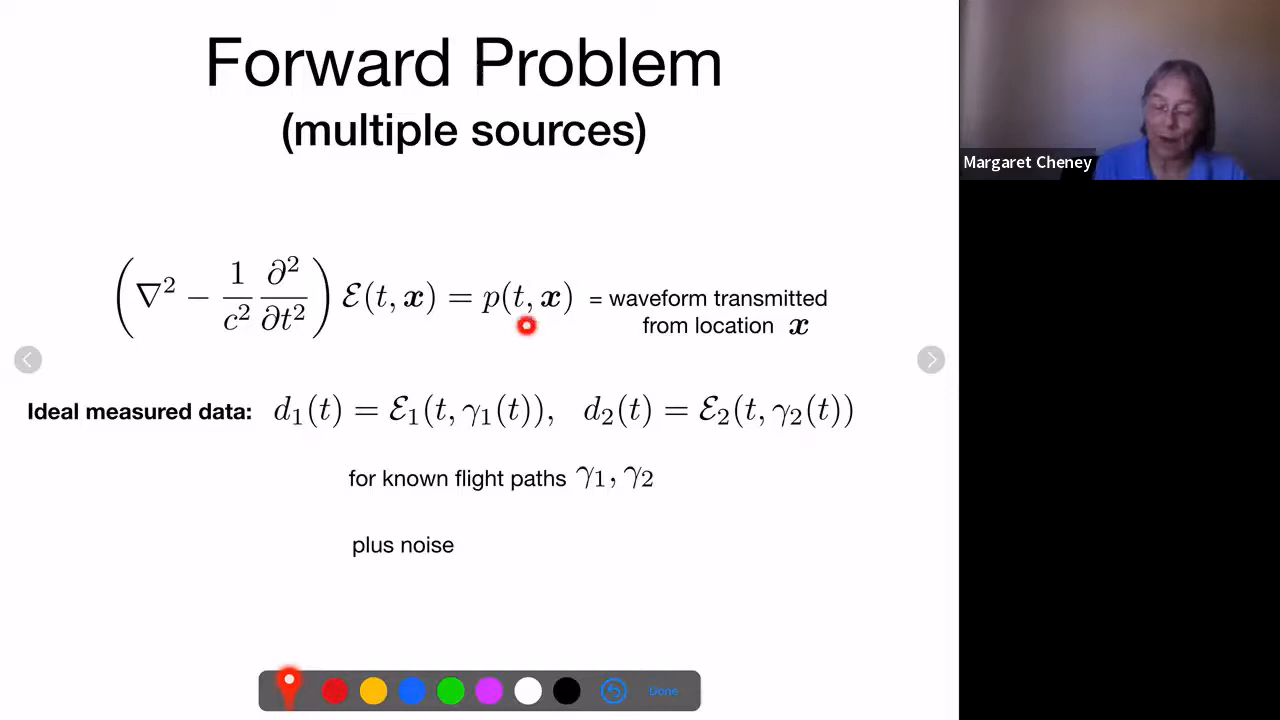 Forward Problem
(multiple sources)
(∇² − 1/c² ∂²/∂t²) ℰ(t, 𝒙) = p(t, 𝒙) = waveform transmitted
from location 𝒙
Ideal measured data: d₁(t) = ℰ₁(t, γ₁(t)), d₂(t) = ℰ₂(t, γ₂(t))
for known flight paths γ₁, γ₂
plus noise
Done
Margaret Cheney